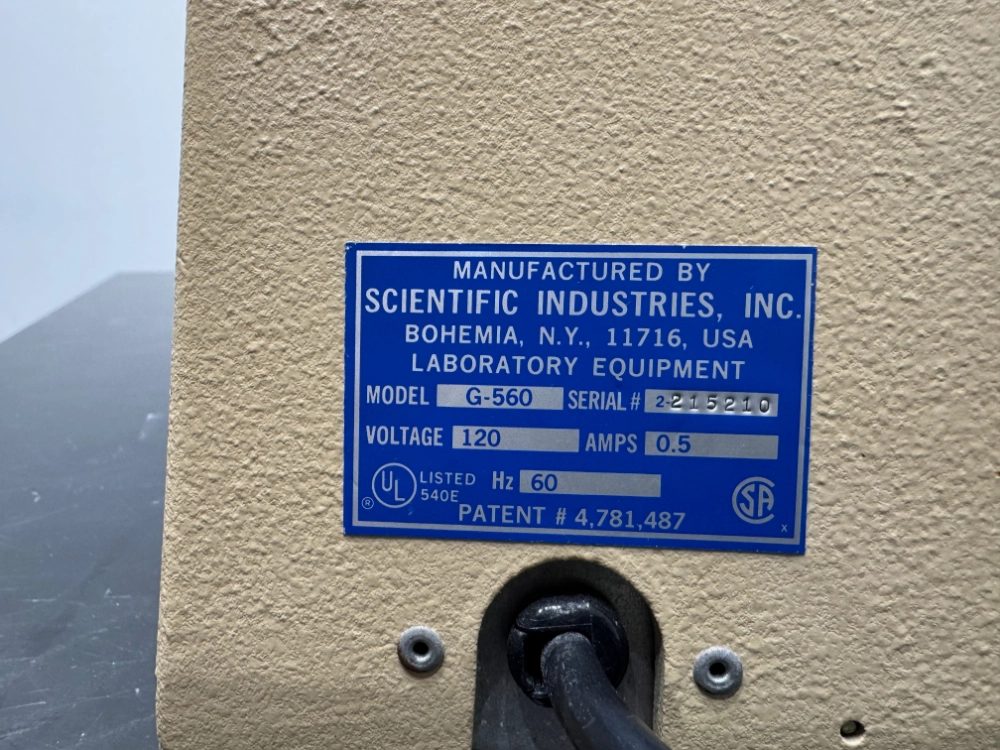 MANUFACTURED BY
SCIENTIFIC INDUSTRIES, INC.
BOHEMIA, N.Y., 11716, USA
LABORATORY EQUIPMENT
MODEL G-560 SERIAL # 2-215210
VOLTAGE 120 AMPS 0.5
UL LISTED 540E Hz 60
® SA
PATENT # 4,781,487 X